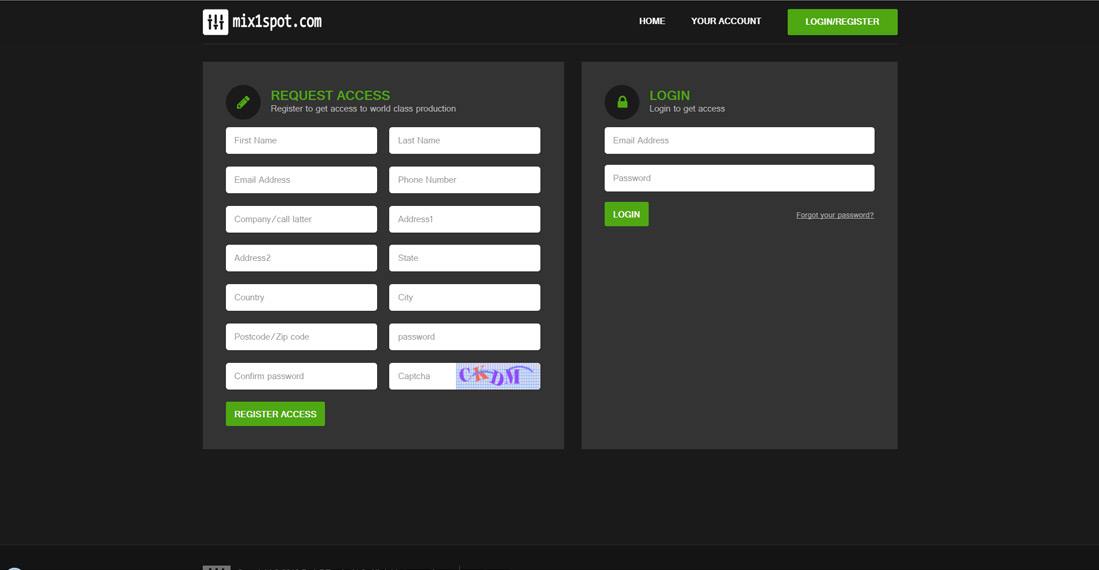 mix1spot.com
HOME YOUR ACCOUNT LOGIN/REGISTER
REQUEST ACCESS
Register to get access to world class production
First Name Last Name
Email Address Phone Number
Company/call latter Address1
Address2 State
Country City
Postcode/Zip code password
Confirm password Captcha CKDM
REGISTER ACCESS
LOGIN
Login to get access
Email Address
Password
LOGIN Forgot your password?